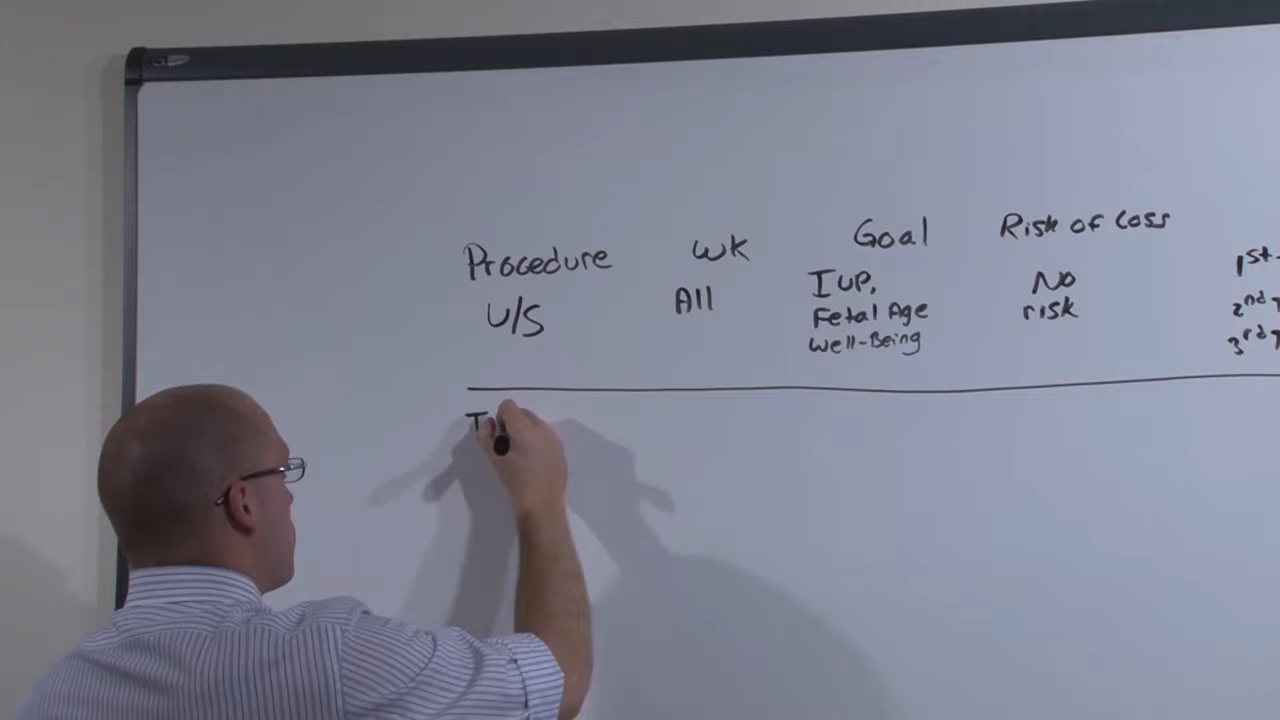 Procedure Wk Goal Risk of Loss
U/S All IUP, No 1st
Fetal Age risk 2nd
Well-Being 3rd
T